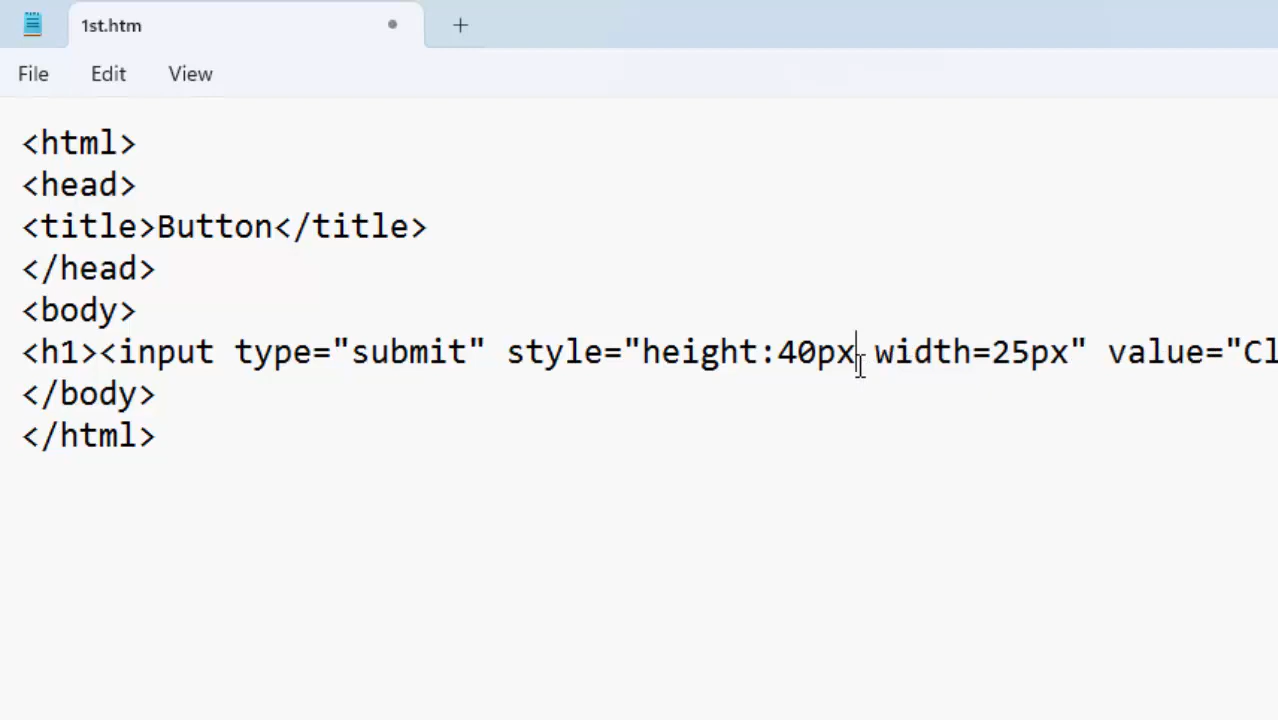 1st.htm
File Edit View
<html>
<head>
<title>Button</title>
</head>
<body>
<h1><input type="submit" style="height:40px width=25px" value="Cl
</body>
</html>